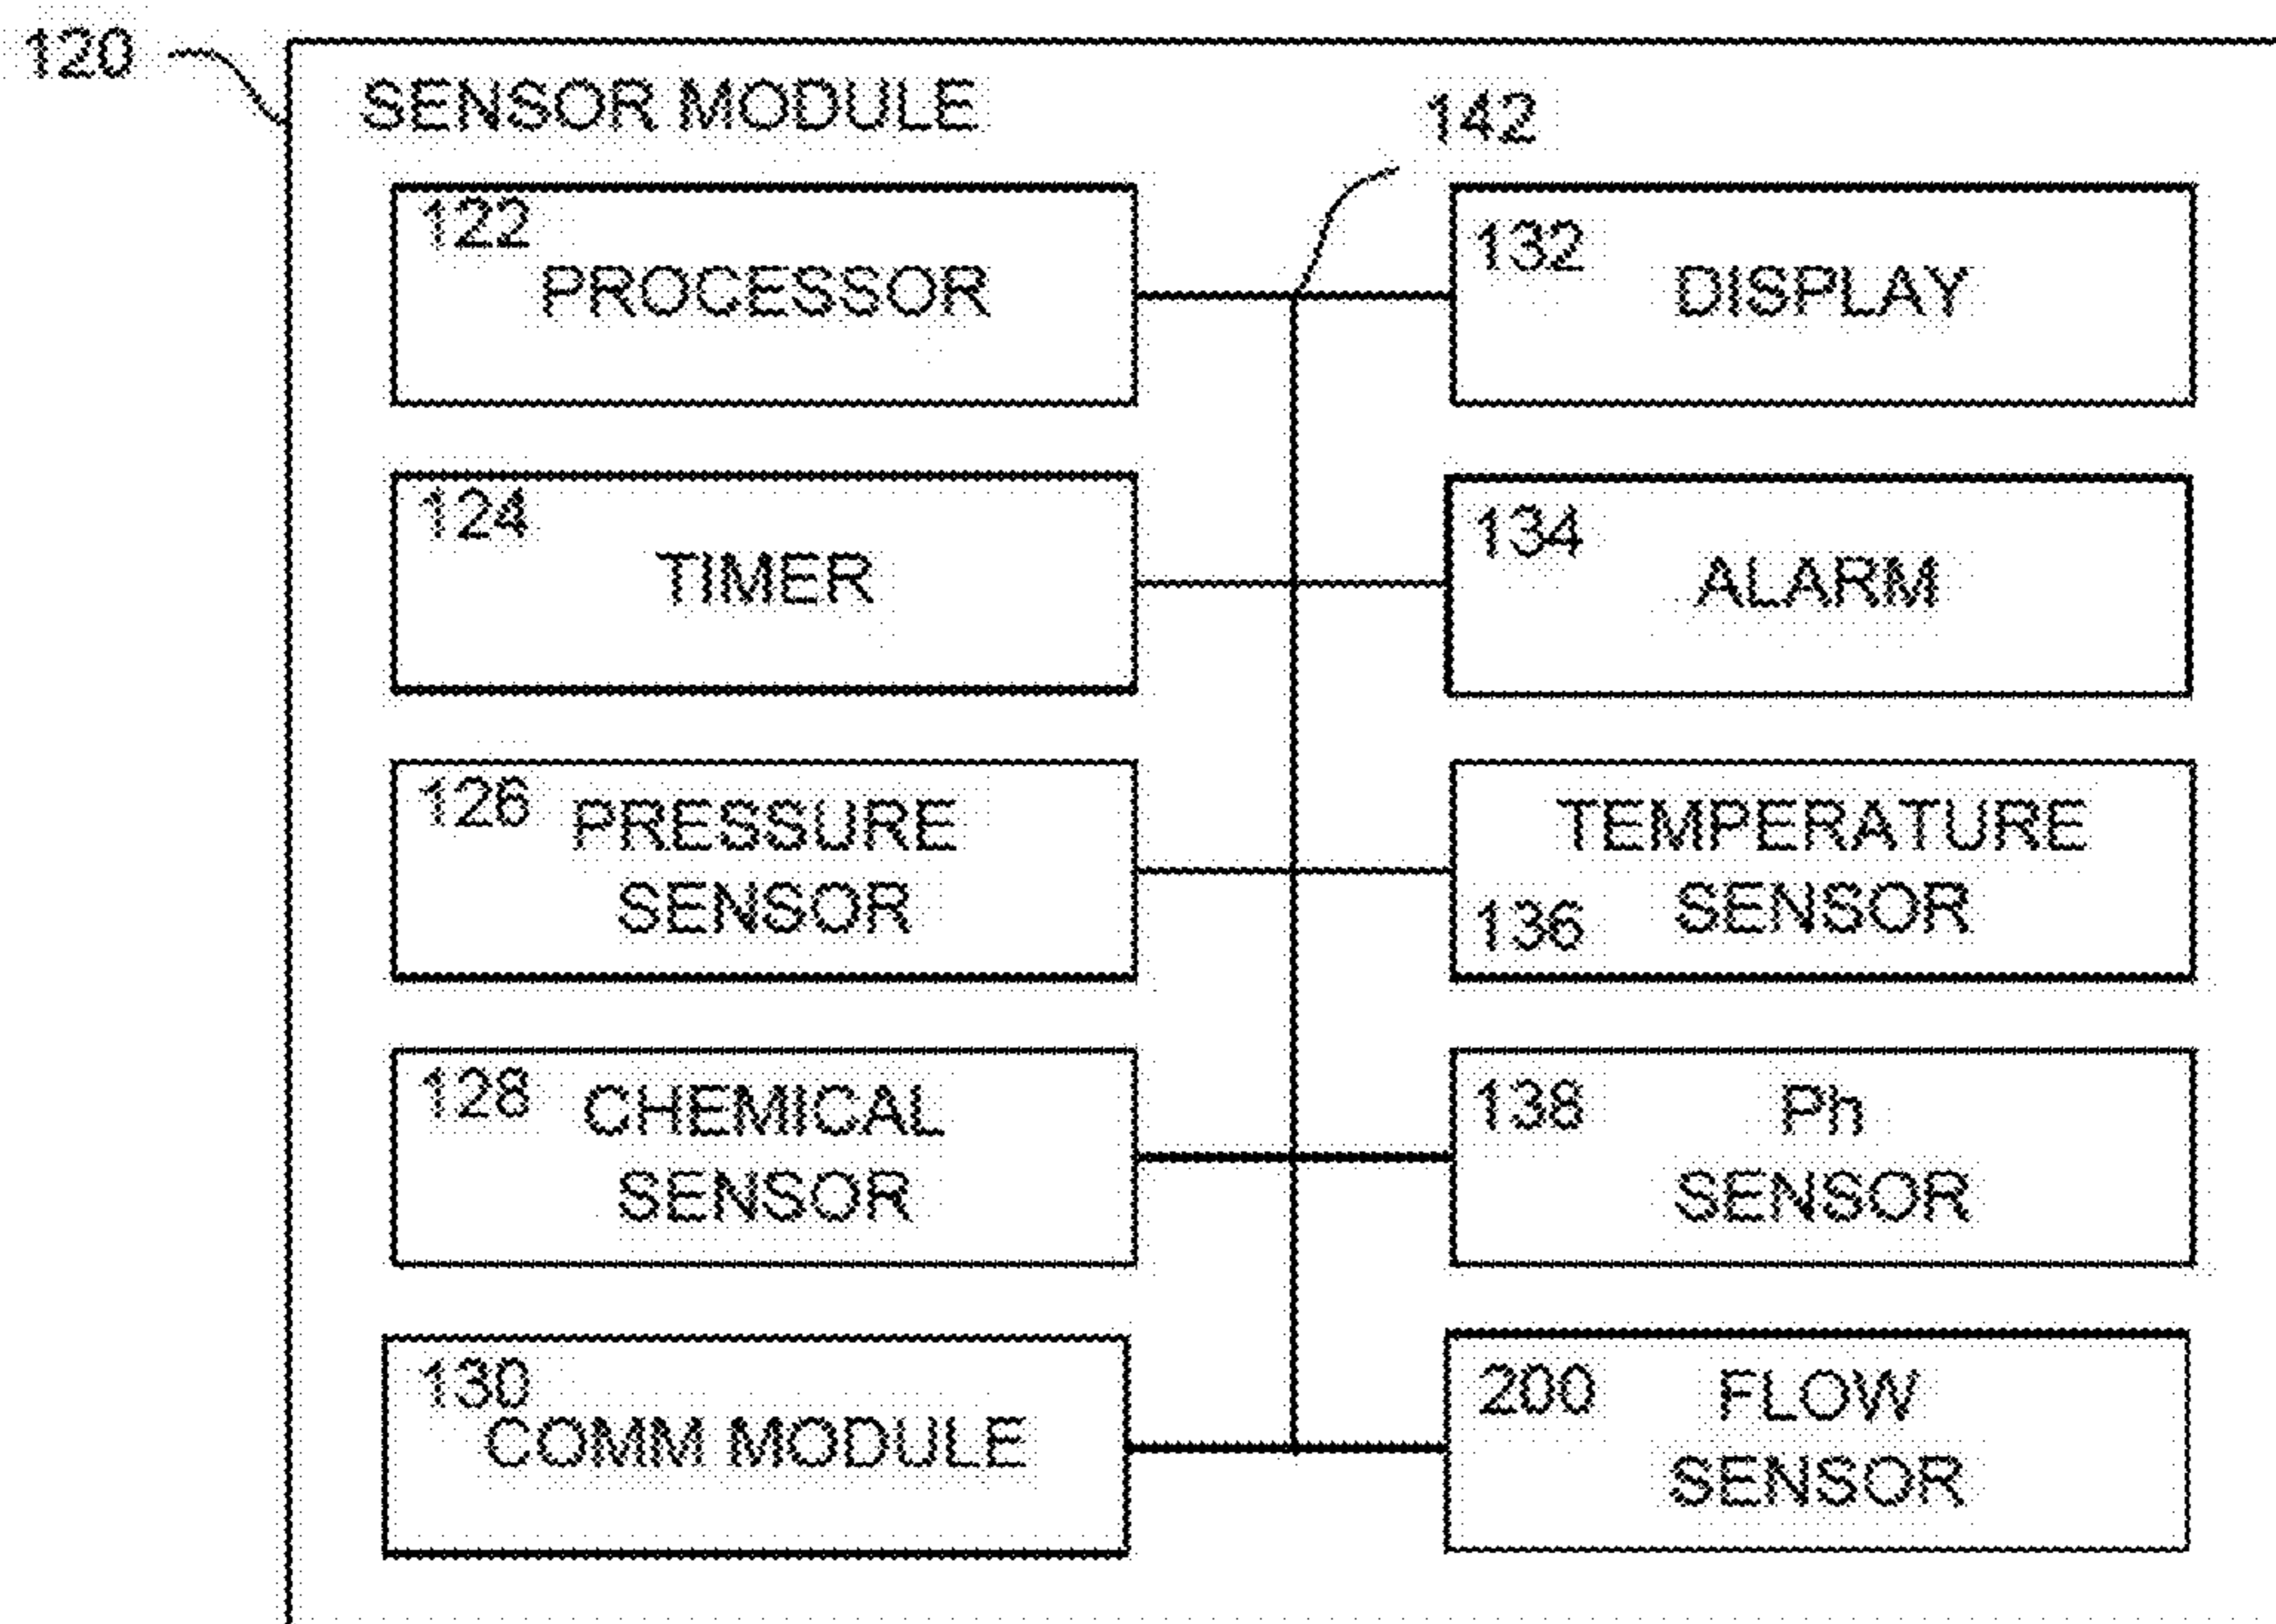 120
SENSOR MODULE
142
122
PROCESSOR
132
DISPLAY
124
TIMER
134
ALARM
126
PRESSURE
SENSOR
TEMPERATURE
SENSOR
136
128
CHEMICAL
SENSOR
138
Ph
SENSOR
130
COMM MODULE
200
FLOW
SENSOR